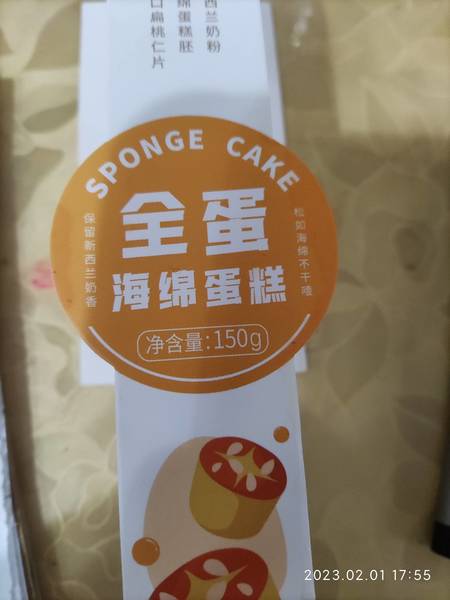 西兰奶粉
绵蛋糕胚
口扁桃仁片
SPONGE CAKE
全蛋
海绵蛋糕
保留新西兰奶香
松如海绵不干噎
净含量:150g
2023.02.01 17:55